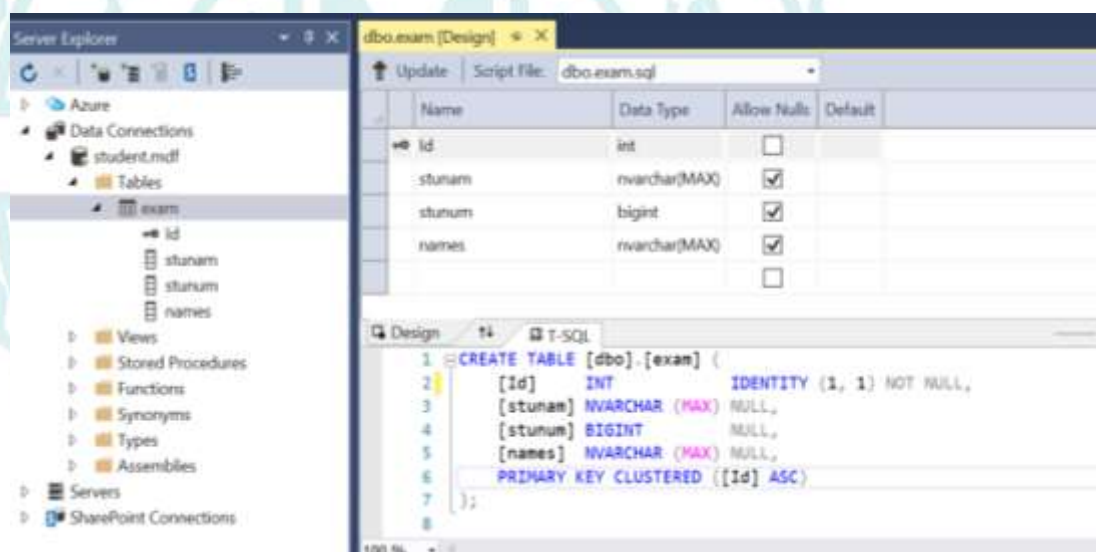 Server Explorer
Azure
Data Connections
student.mdf
Tables
exam
Id
stunam
stunum
names
Views
Stored Procedures
Functions
Synonyms
Types
Assemblies
Servers
SharePoint Connections
dbo.exam [Design]
Update Script File: dbo.exam.sql
Name Data Type Allow Nulls Default
Id int
stunam nvarchar(MAX)
stunum bigint
names nvarchar(MAX)
Design T-SQL
1 CREATE TABLE [dbo].[exam] (
2 [Id] INT IDENTITY (1, 1) NOT NULL,
3 [stunam] NVARCHAR (MAX) NULL,
4 [stunum] BIGINT NULL,
5 [names] NVARCHAR (MAX) NULL,
6 PRIMARY KEY CLUSTERED ([Id] ASC)
7 );
8
100 %